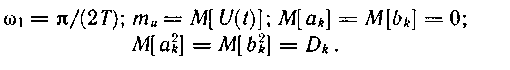 ω₁ = π/(2T); mᵤ = M[ U(t)]; M[aₖ] = M[bₖ] = 0;
M[aₖ²] = M[bₖ²] = Dₖ.